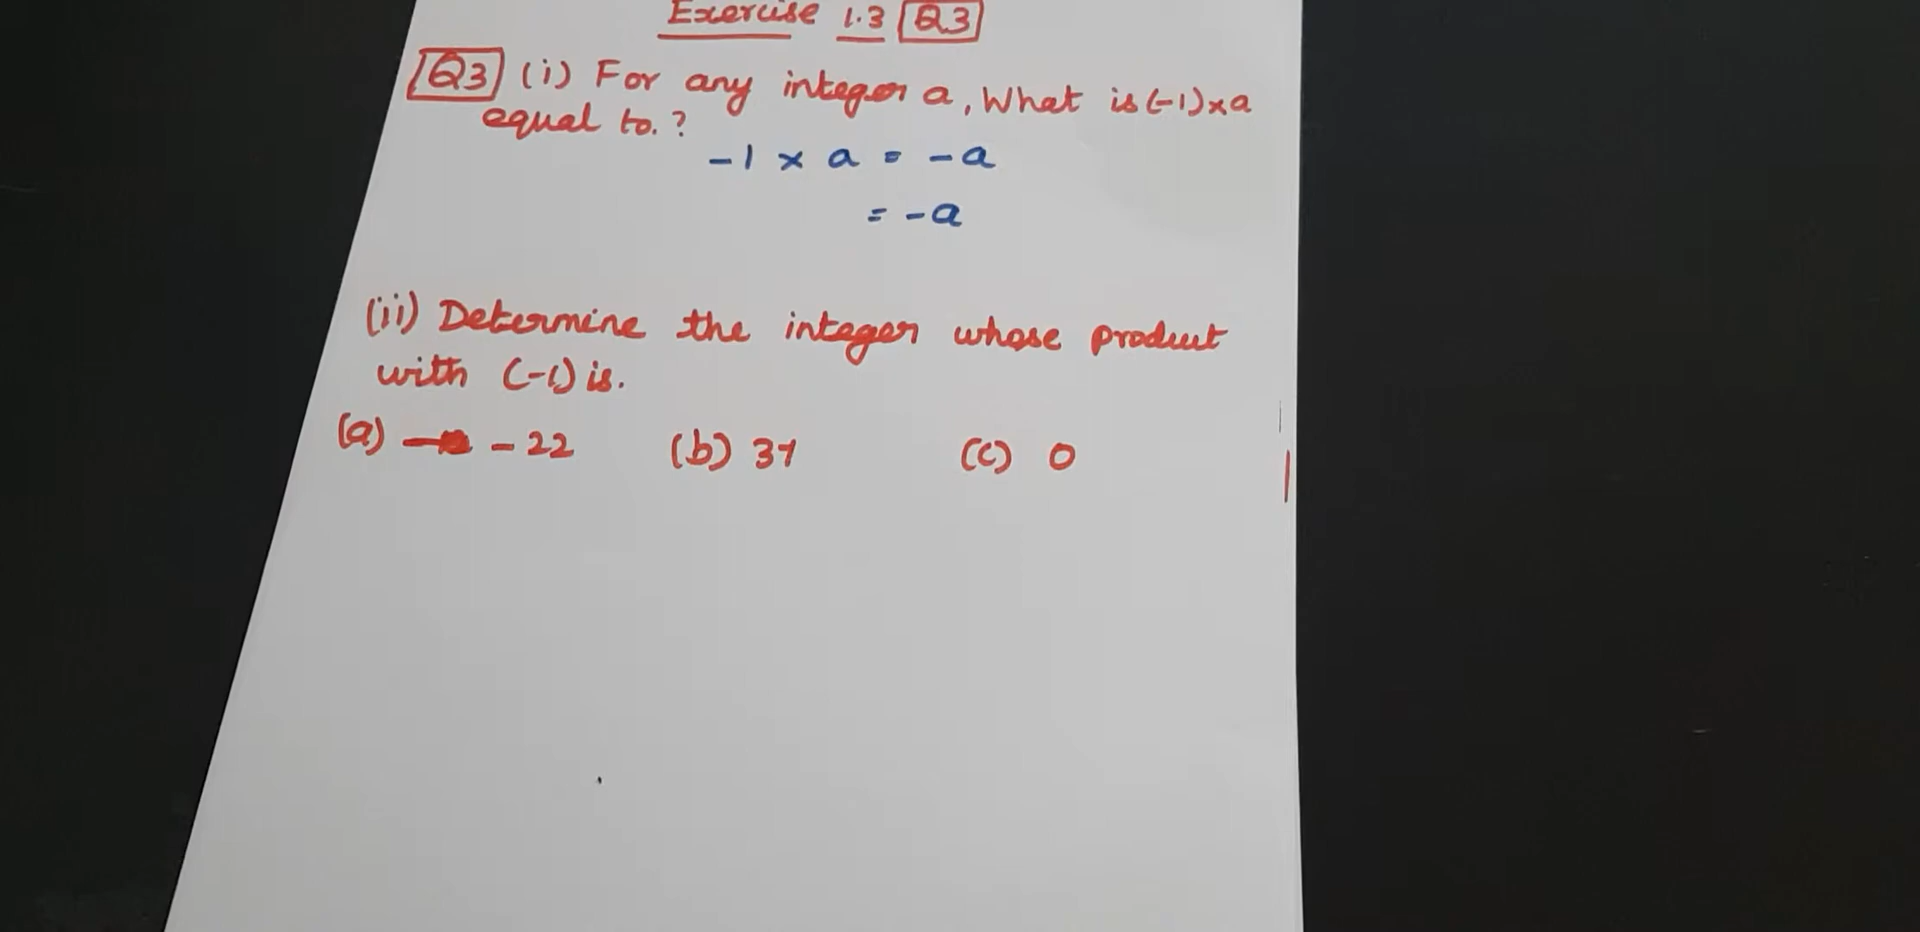 Exercise 1.3 Q3
Q3 (i) For any integer a, What is (-1)×a
equal to.?
-1 × a = -a
= -a
(ii) Determine the integer whose product
with (-1) is.
(a) - 22 (b) 37 (c) 0